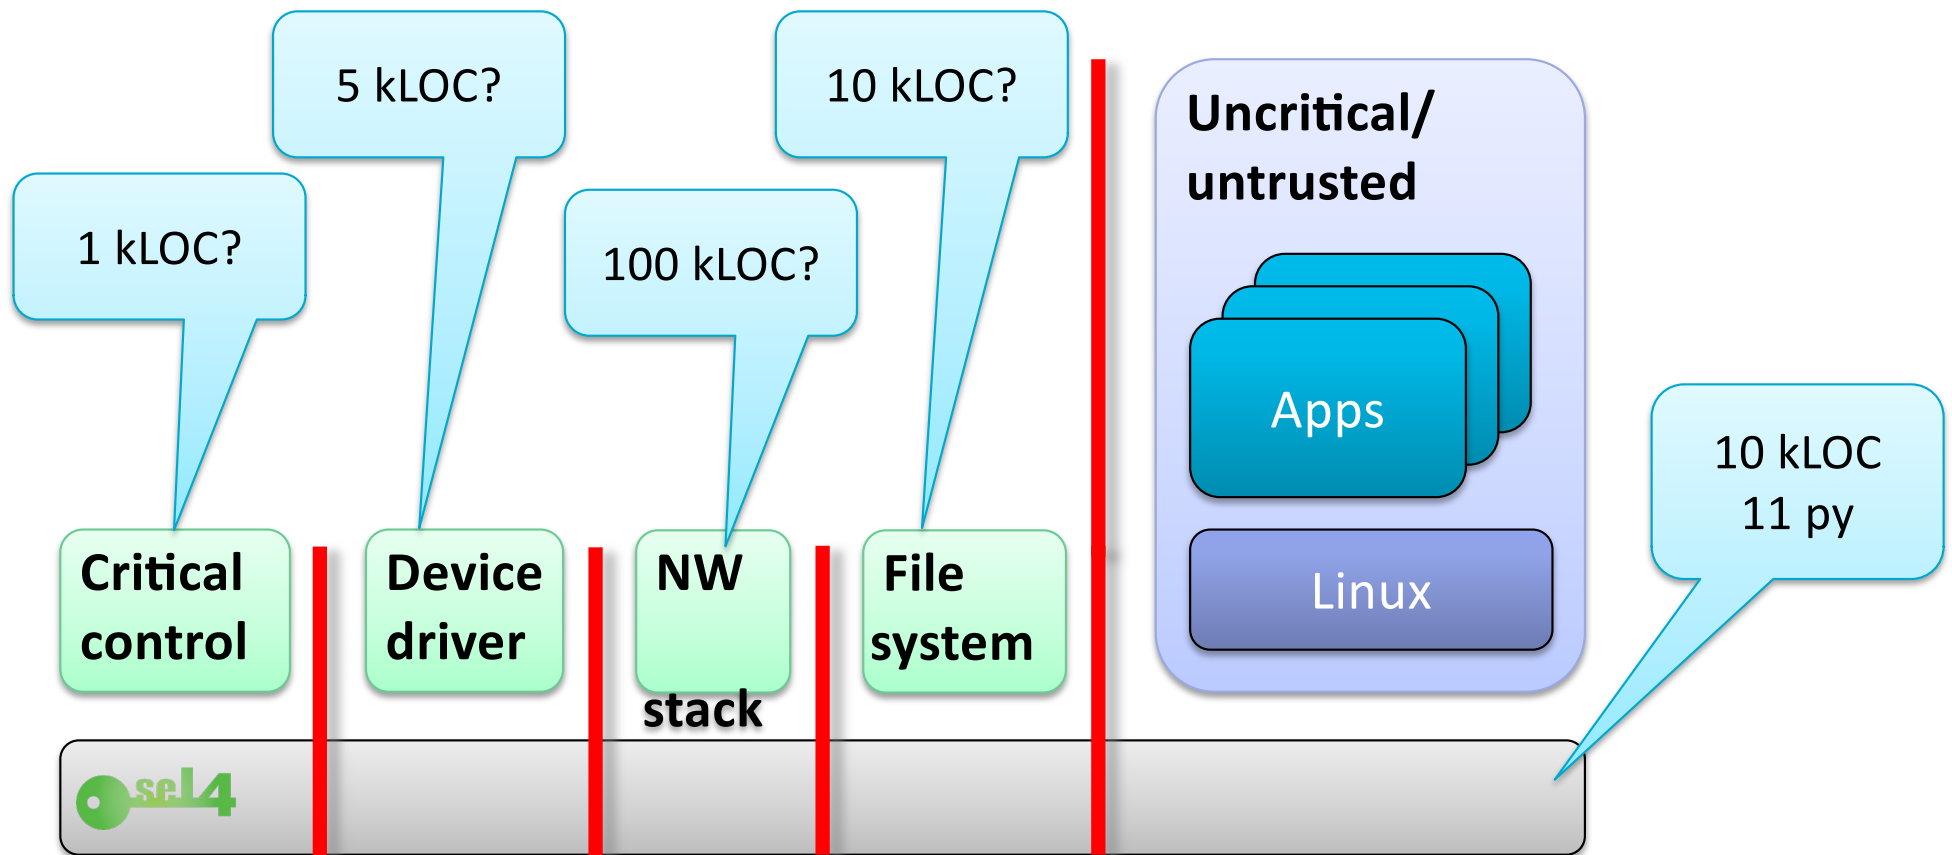 5 kLOC?
10 kLOC?
1 kLOC?
100 kLOC?
Uncritical/
untrusted
Apps
10 kLOC
11 py
Linux
Critical
control
Device
driver
NW
stack
File
system
seL4